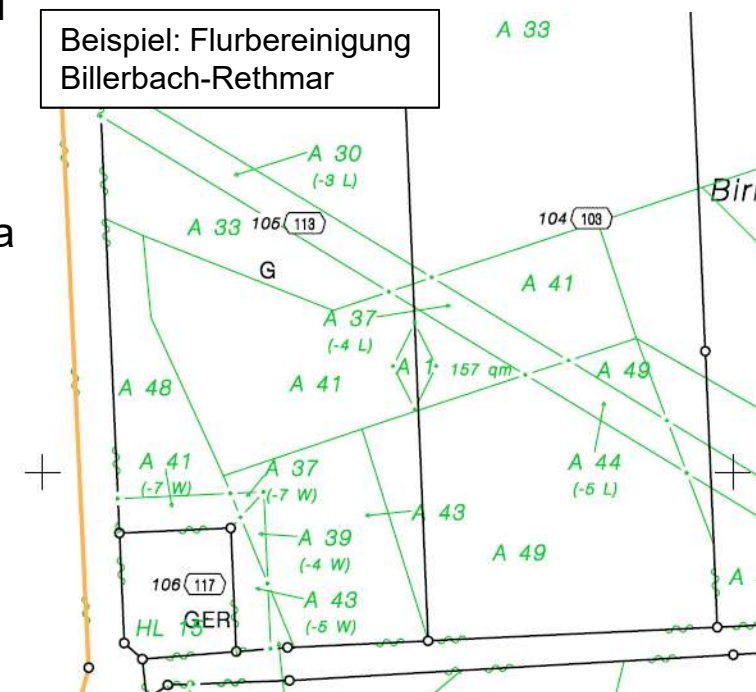 Beispiel: Flurbereinigung
Billerbach-Rethmar
A 33
A 30
(-3 L)
A 33 106 113
104 103
G
A 41
A 37
(-4 L)
A 1 157 qm
A 49
A 48
A 41
A 41
(-7 W)
A 37
(-7 W)
A 44
(-5 L)
A 43
A 39
(-4 W)
A 49
106 117
A 43
(-5 W)
GER